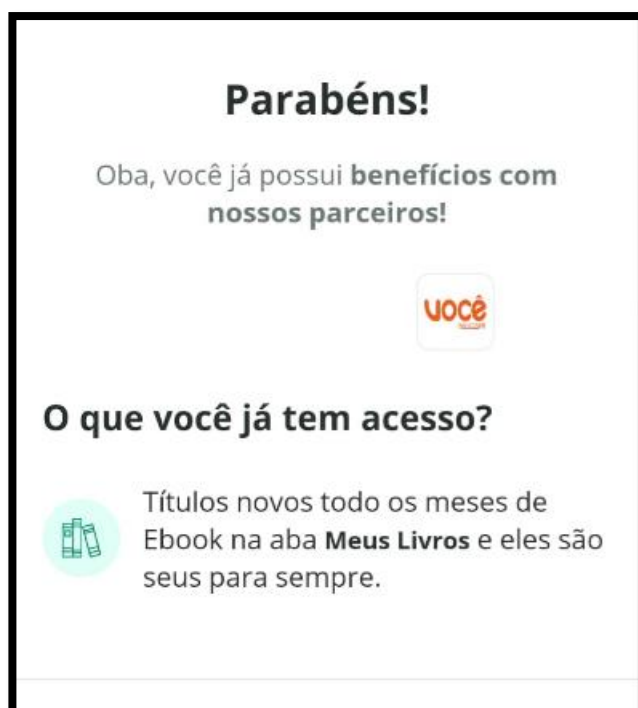 Parabéns!
Oba, você já possui benefícios com
nossos parceiros!
você
O que você já tem acesso?
Títulos novos todo os meses de
Ebook na aba Meus Livros e eles são
seus para sempre.